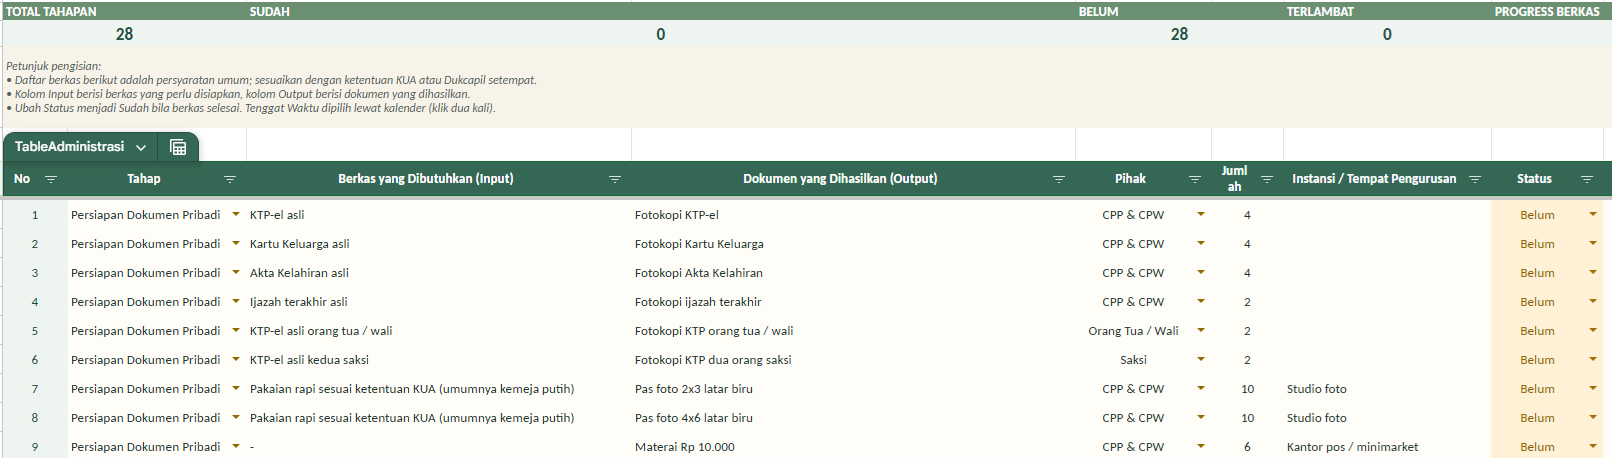 TOTAL TAHAPAN SUDAH BELUM TERLAMBAT PROGRESS BERKAS
28 0 28 0
Petunjuk pengisian:
• Daftar berkas berikut adalah persyaratan umum; sesuaikan dengan ketentuan KUA atau Dukcapil setempat.
• Kolom Input berisi berkas yang perlu disiapkan, kolom Output berisi dokumen yang dihasilkan.
• Ubah Status menjadi Sudah bila berkas selesai. Tenggat Waktu dipilih lewat kalender (klik dua kali).
TableAdministrasi
No Tahap Berkas yang Dibutuhkan (Input) Dokumen yang Dihasilkan (Output) Pihak Juml ah Instansi / Tempat Pengurusan Status
1 Persiapan Dokumen Pribadi KTP-el asli Fotokopi KTP-el CPP & CPW 4 Belum
2 Persiapan Dokumen Pribadi Kartu Keluarga asli Fotokopi Kartu Keluarga CPP & CPW 4 Belum
3 Persiapan Dokumen Pribadi Akta Kelahiran asli Fotokopi Akta Kelahiran CPP & CPW 4 Belum
4 Persiapan Dokumen Pribadi Ijazah terakhir asli Fotokopi ijazah terakhir CPP & CPW 2 Belum
5 Persiapan Dokumen Pribadi KTP-el asli orang tua / wali Fotokopi KTP orang tua / wali Orang Tua / Wali 2 Belum
6 Persiapan Dokumen Pribadi KTP-el asli kedua saksi Fotokopi KTP dua orang saksi Saksi 2 Belum
7 Persiapan Dokumen Pribadi Pakaian rapi sesuai ketentuan KUA (umumnya kemeja putih) Pas foto 2x3 latar biru CPP & CPW 10 Studio foto Belum
8 Persiapan Dokumen Pribadi Pakaian rapi sesuai ketentuan KUA (umumnya kemeja putih) Pas foto 4x6 latar biru CPP & CPW 10 Studio foto Belum
9 Persiapan Dokumen Pribadi - Materai Rp 10.000 CPP & CPW 6 Kantor pos / minimarket Belum